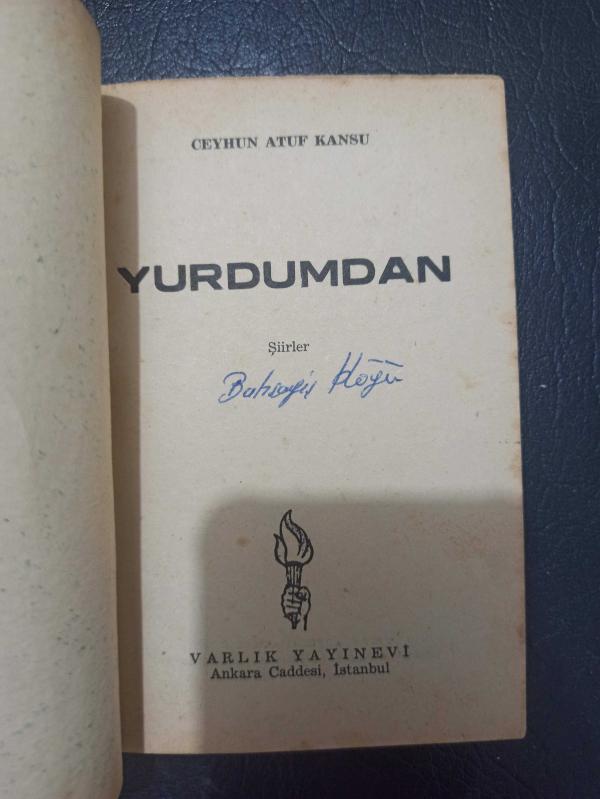 CEYHUN ATUF KANSU
YURDUMDAN
Şiirler
VARLIK YAYINEVİ
Ankara Caddesi, İstanbul